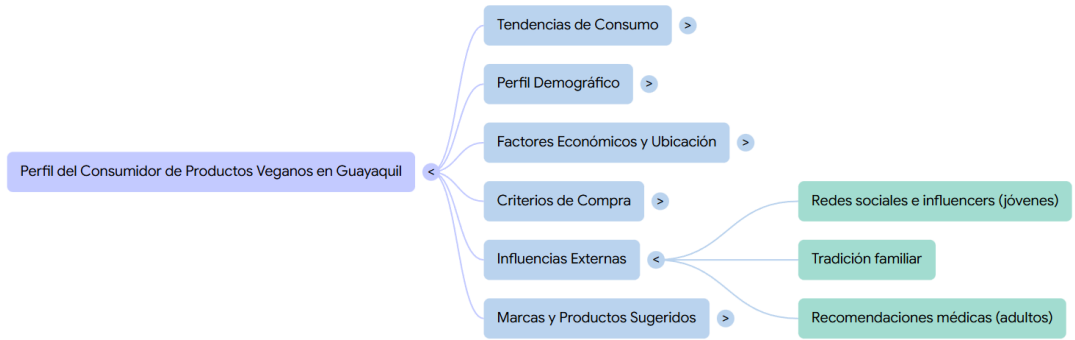 Perfil del Consumidor de Productos Veganos en Guayaquil
<
Tendencias de Consumo
>
Perfil Demográfico
>
Factores Económicos y Ubicación
>
Criterios de Compra
>
Influencias Externas
<
Redes sociales e influencers (jóvenes)
Tradición familiar
Recomendaciones médicas (adultos)
Marcas y Productos Sugeridos
>